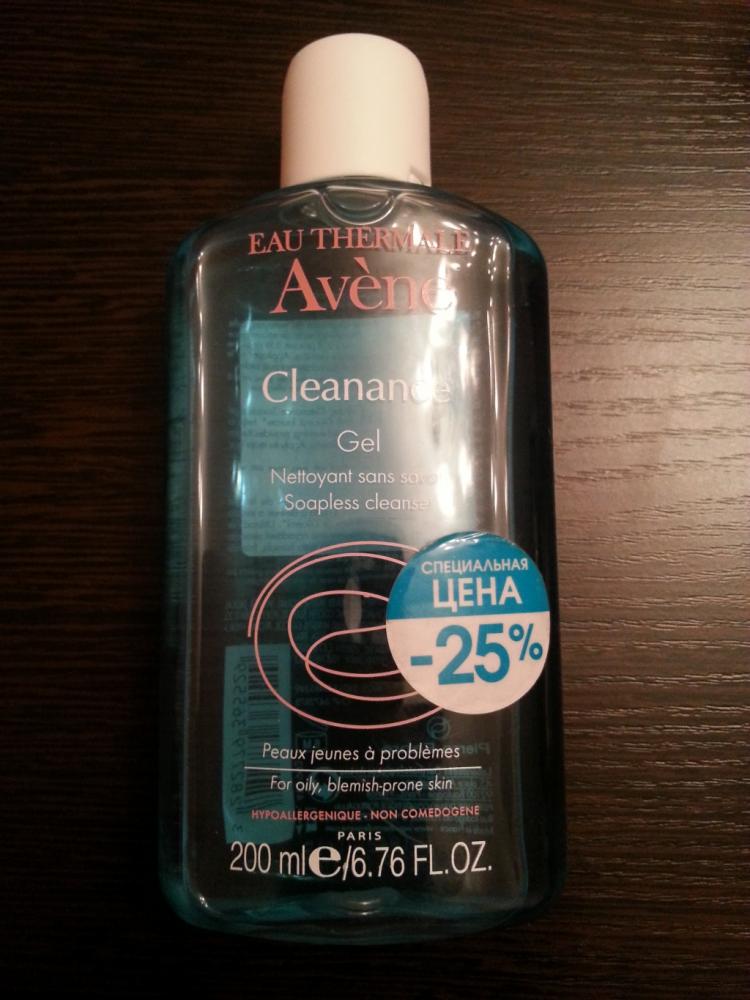 EAU THERMALE
Avène
Cleanance
Gel
Nettoyant sans savon
Soapless cleanser
СПЕЦИАЛЬНАЯ
ЦЕНА
-25%
Peaux jeunes à problèmes
For oily, blemish-prone skin
HYPOALLERGENIQUE - NON COMEDOGENE
PARIS
200 ml e/6.76 FL.OZ.